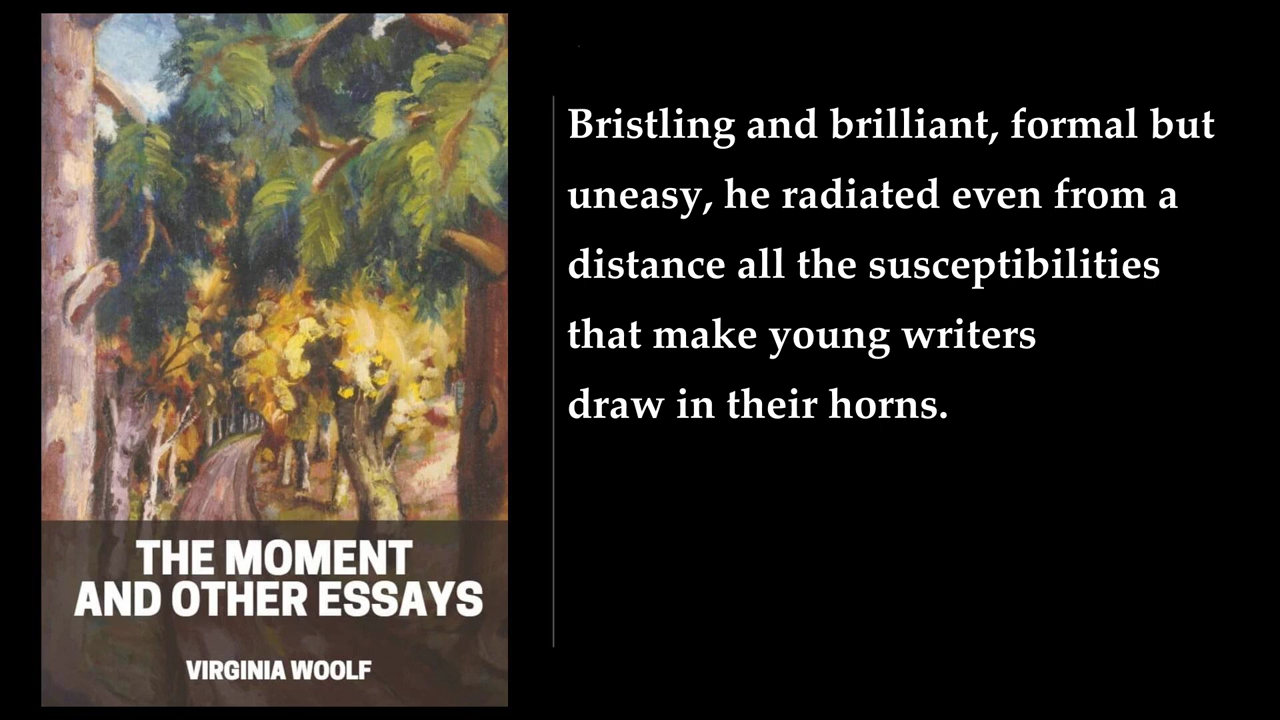 THE MOMENT
AND OTHER ESSAYS
VIRGINIA WOOLF
Bristling and brilliant, formal but
uneasy, he radiated even from a
distance all the susceptibilities
that make young writers
draw in their horns.